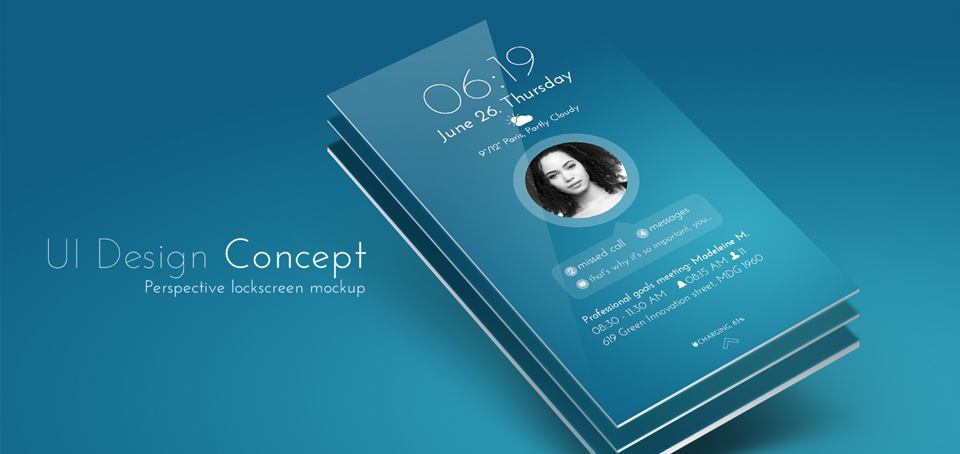 UI Design Concept
Perspective lockscreen mockup
06:19
June 26. Thursday
9°/12° Paris, Partly Cloudy
2 missed call 4 messages
that's why it's so important, you...
Professional goals meeting: Madeleine M.
08:30 - 11:30 AM 08:15 AM 11
619 Green Innovation street, MDG 1960
CHARGING, 85%